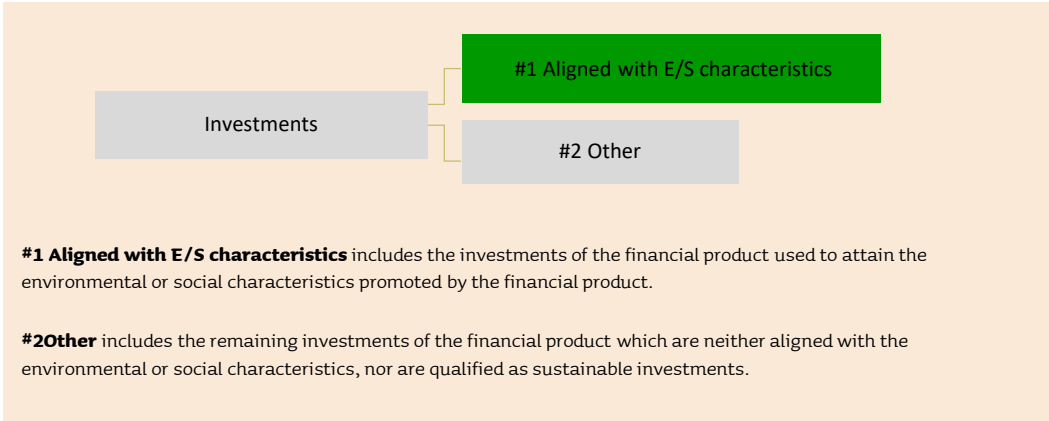 #1 Aligned with E/S characteristics
Investments
#2 Other
#1 Aligned with E/S characteristics includes the investments of the financial product used to attain the
environmental or social characteristics promoted by the financial product.
#2Other includes the remaining investments of the financial product which are neither aligned with the
environmental or social characteristics, nor are qualified as sustainable investments.